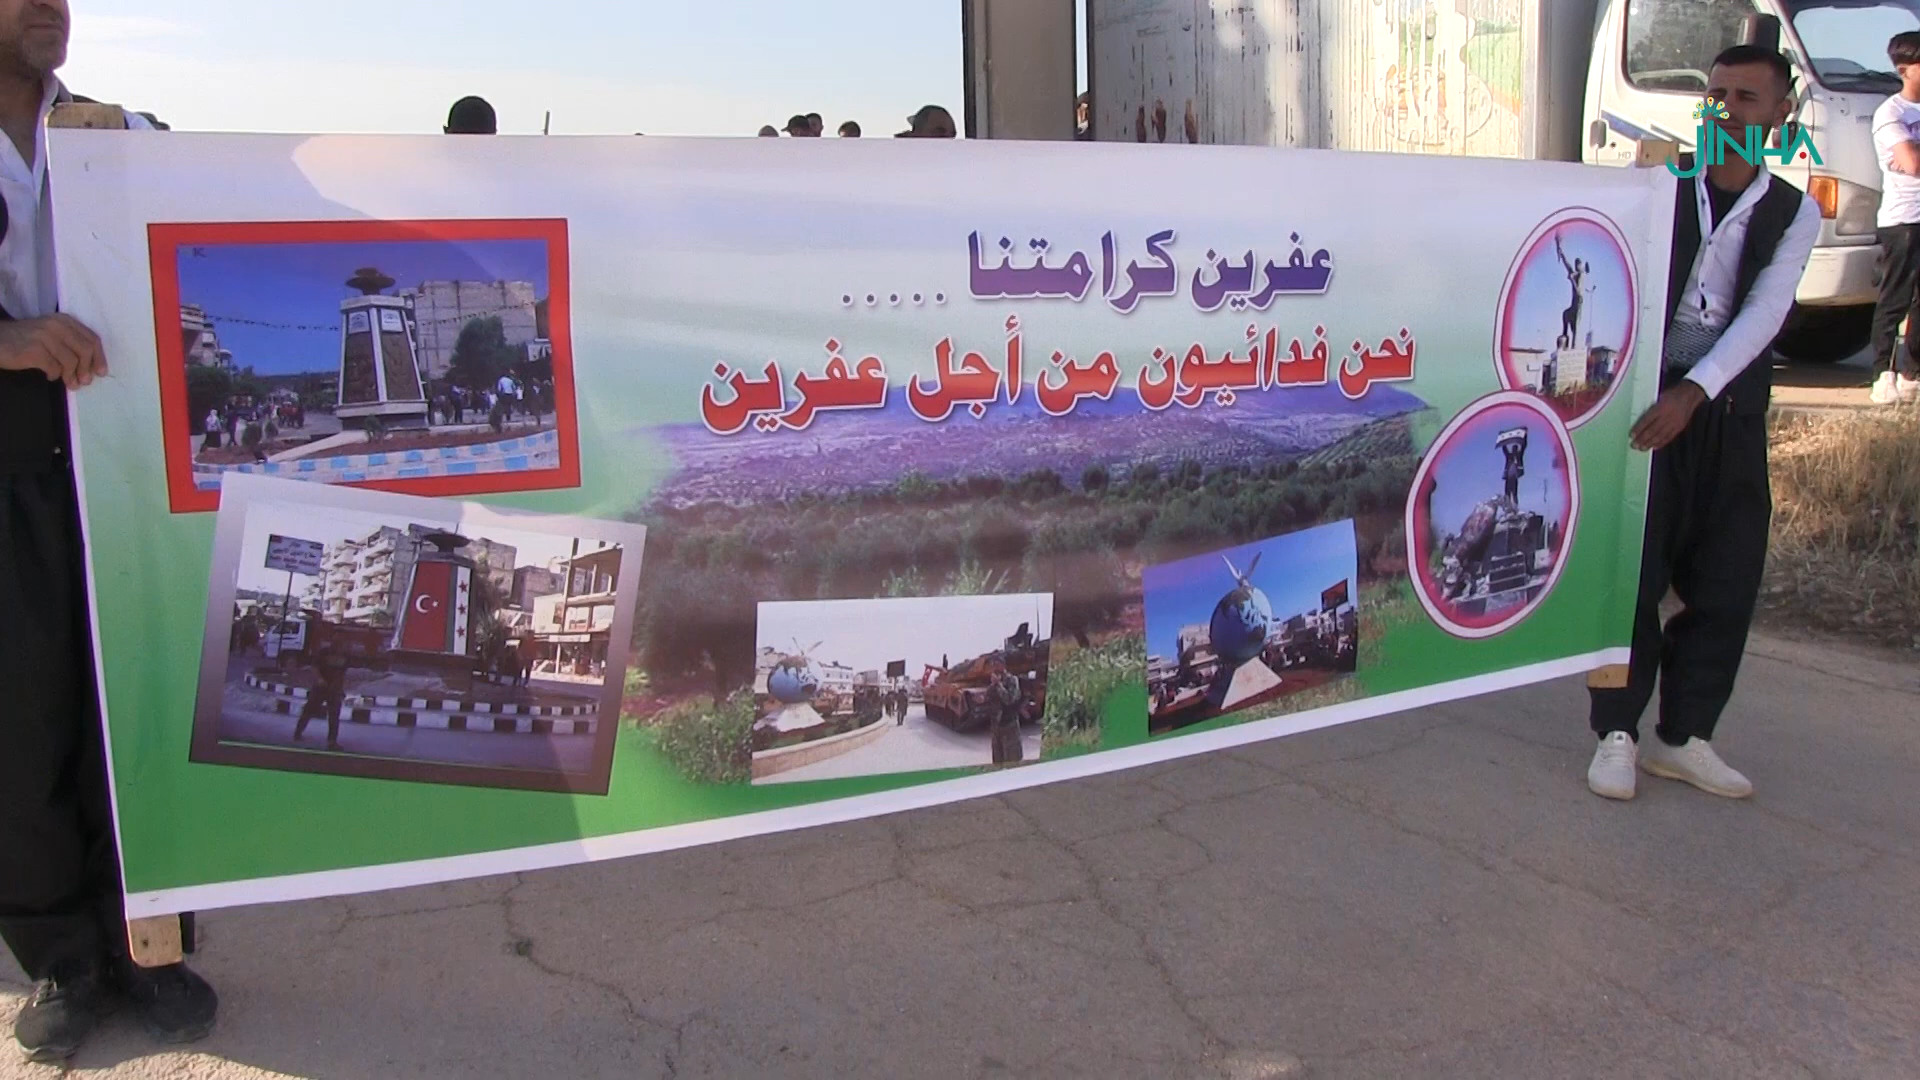 JINHA
عفرين كرامتنا .....
نحن فدائيون من أجل عفرين